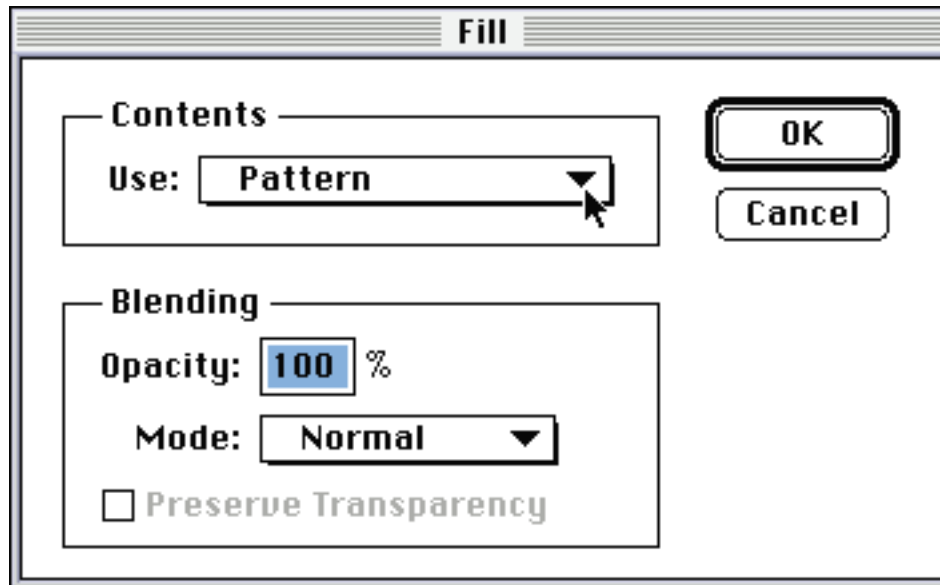 Fill
Contents
Use: Pattern
OK
Cancel
Blending
Opacity: 100 %
Mode: Normal
Preserve Transparency